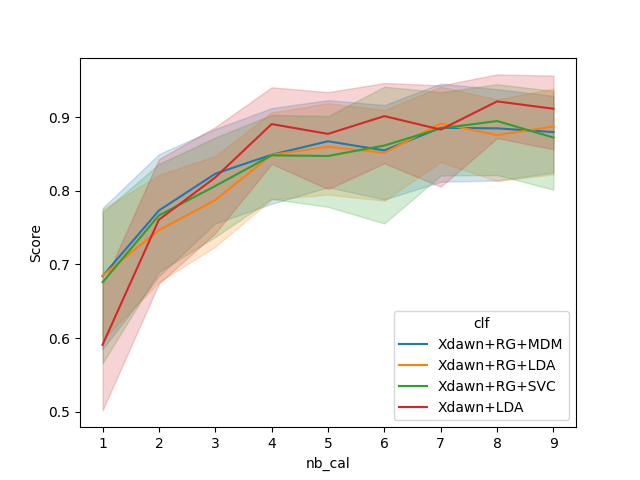 0.9
0.8
0.7
0.6
0.5
Score
clf
Xdawn+RG+MDM
Xdawn+RG+LDA
Xdawn+RG+SVC
Xdawn+LDA
1 2 3 4 5 6 7 8 9
nb_cal